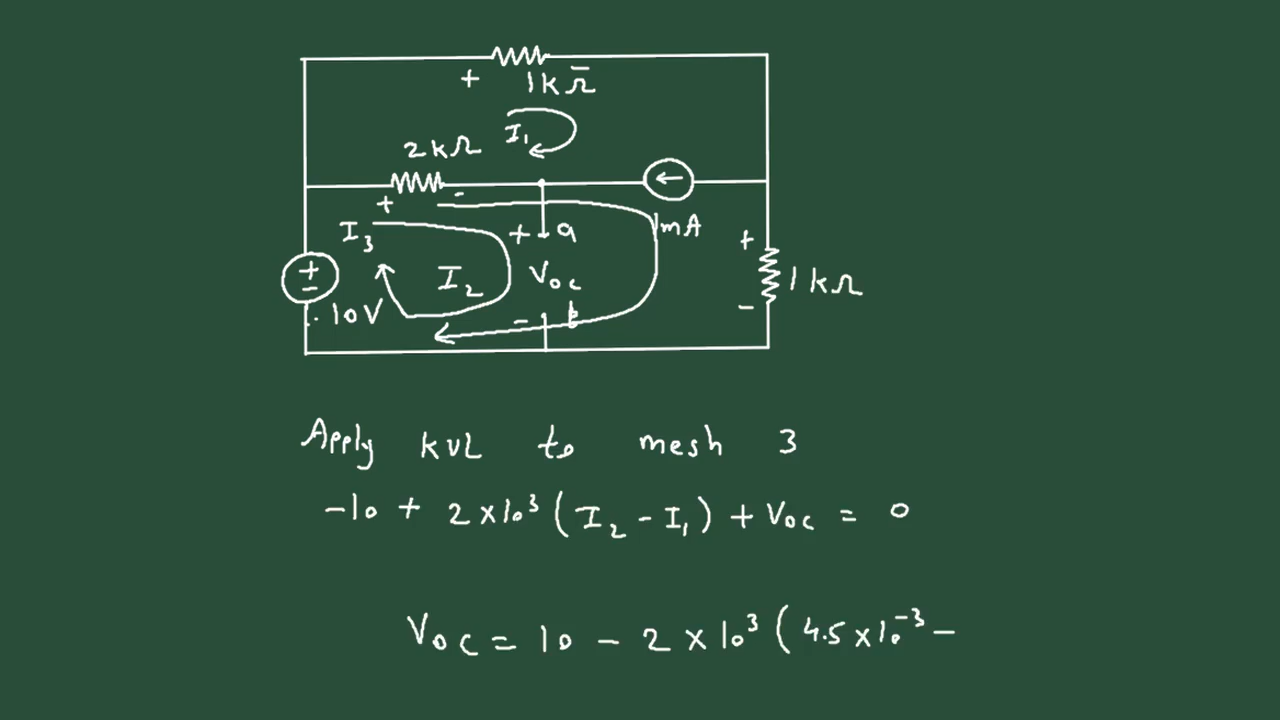 + 1kΩ -
I₁
2kΩ
+ -
I₃
+ a
1mA
+
+ -
I₂
Voc
1kΩ
10V
- b
-
Apply KVL to mesh 3
-10 + 2×10³ (I₂ - I₁) + Voc = 0
Voc = 10 - 2×10³ (4.5×10⁻³ -